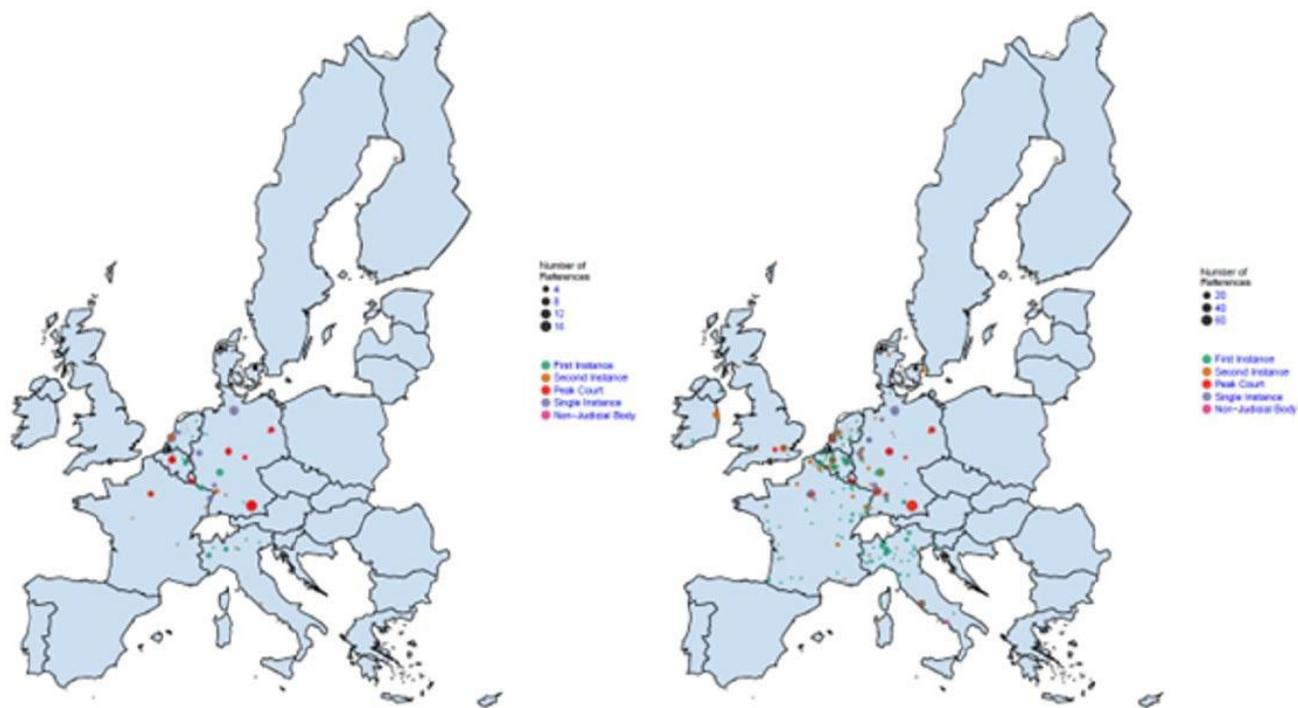 Number of
References
4
8
12
16
First Instance
Second Instance
Peak Court
Single Instance
Non-Judicial Body
Number of
References
20
40
60
First Instance
Second Instance
Peak Court
Single Instance
Non-Judicial Body